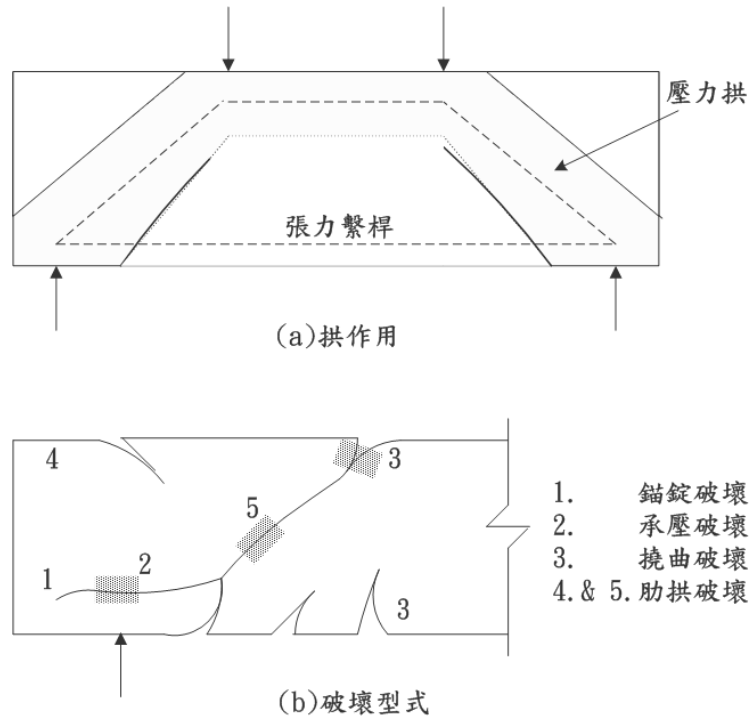 壓力拱
張力繫桿
(a)拱作用
4
3
5
1
2
3
1. 錨錠破壞
2. 承壓破壞
3. 撓曲破壞
4.& 5.肋拱破壞
(b)破壞型式